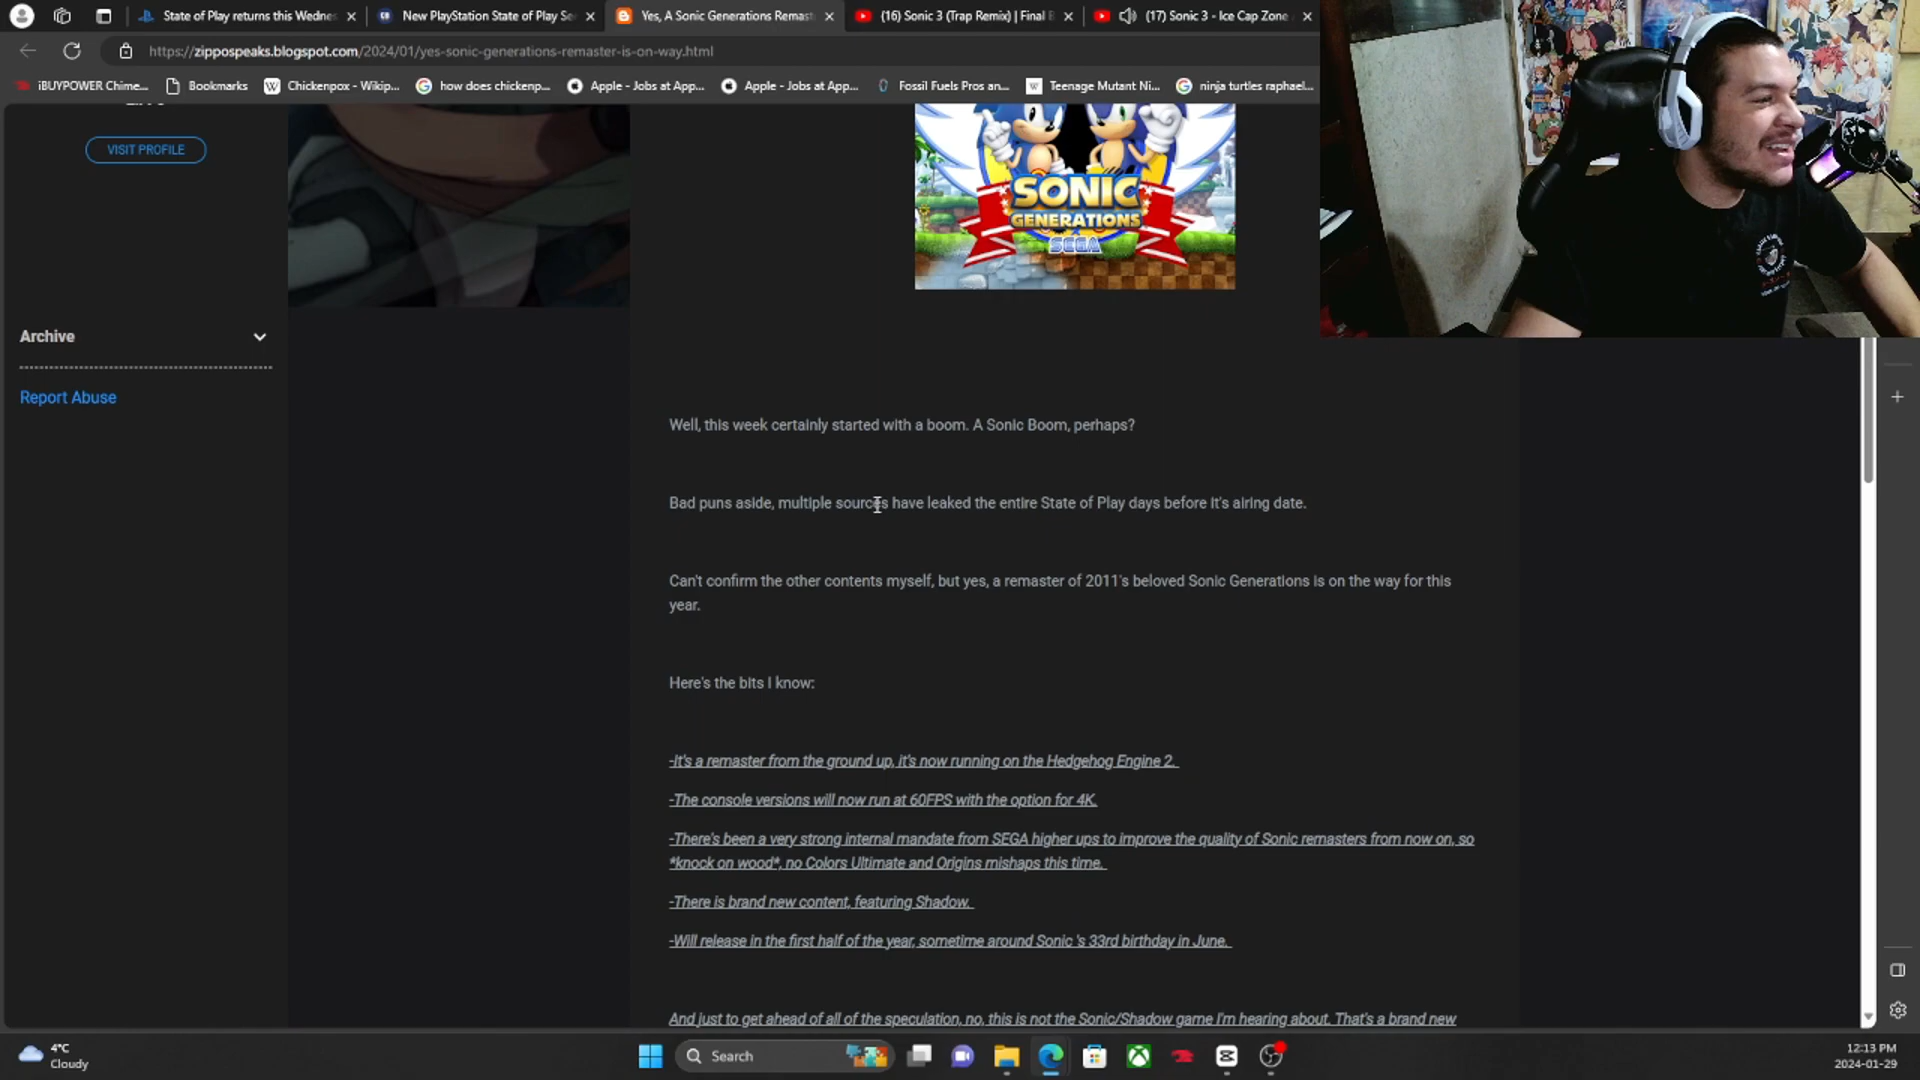 State of Play returns this Wednes
New PlayStation State of Play Se
Yes, A Sonic Generations Remast
(16) Sonic 3 (Trap Remix) | Final B
(17) Sonic 3 - Ice Cap Zone
https://zippospeaks.blogspot.com/2024/01/yes-sonic-generations-remaster-is-on-way.html
iBUYPOWER Chime...
Bookmarks
Chickenpox - Wikip...
how does chickenp...
Apple - Jobs at App...
Apple - Jobs at App...
Fossil Fuels Pros an...
Teenage Mutant Ni...
ninja turtles raphael...
VISIT PROFILE
SONIC
GENERATIONS
SEGA
Archive
Report Abuse
Well, this week certainly started with a boom. A Sonic Boom, perhaps?
Bad puns aside, multiple sources have leaked the entire State of Play days before it's airing date.
Can't confirm the other contents myself, but yes, a remaster of 2011's beloved Sonic Generations is on the way for this
year.
Here's the bits I know:
-It's a remaster from the ground up, it's now running on the Hedgehog Engine 2.
-The console versions will now run at 60FPS with the option for 4K.
-There's been a very strong internal mandate from SEGA higher ups to improve the quality of Sonic remasters from now on, so
*knock on wood*, no Colors Ultimate and Origins mishaps this time.
-There is brand new content, featuring Shadow.
-Will release in the first half of the year, sometime around Sonic 's 33rd birthday in June.
And just to get ahead of all of the speculation, no, this is not the Sonic/Shadow game I'm hearing about. That's a brand new
4°C
Cloudy
Search
12:13 PM
2024-01-29